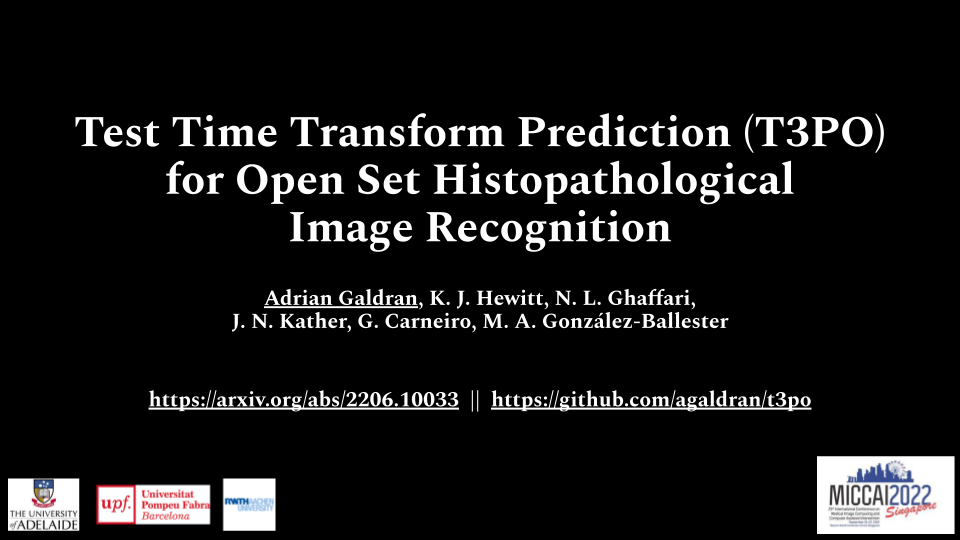 Test Time Transform Prediction (T3PO)
for Open Set Histopathological
Image Recognition
Adrian Galdran, K. J. Hewitt, N. L. Ghaffari,
J. N. Kather, G. Carneiro, M. A. González-Ballester
https://arxiv.org/abs/2206.10033 || https://github.com/agaldran/t3po
THE UNIVERSITY
of ADELAIDE
upf. Universitat
Pompeu Fabra
Barcelona
RWTH AACHEN
UNIVERSITY
MICCAI2022
Singapore